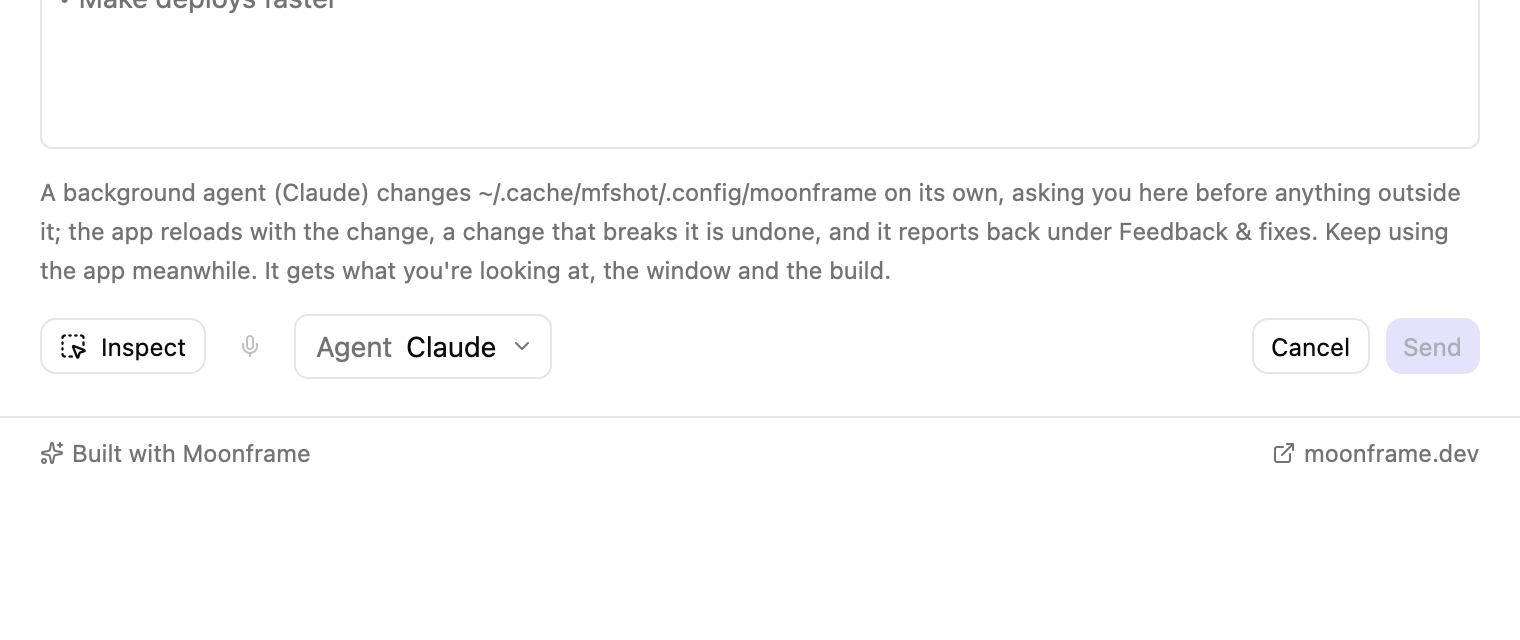 • Make deploys faster
A background agent (Claude) changes ~/.cache/mfshot/.config/moonframe on its own, asking you here before anything outside
it; the app reloads with the change, a change that breaks it is undone, and it reports back under Feedback & fixes. Keep using
the app meanwhile. It gets what you're looking at, the window and the build.
Inspect
Agent Claude
Cancel
Send
Built with Moonframe
moonframe.dev